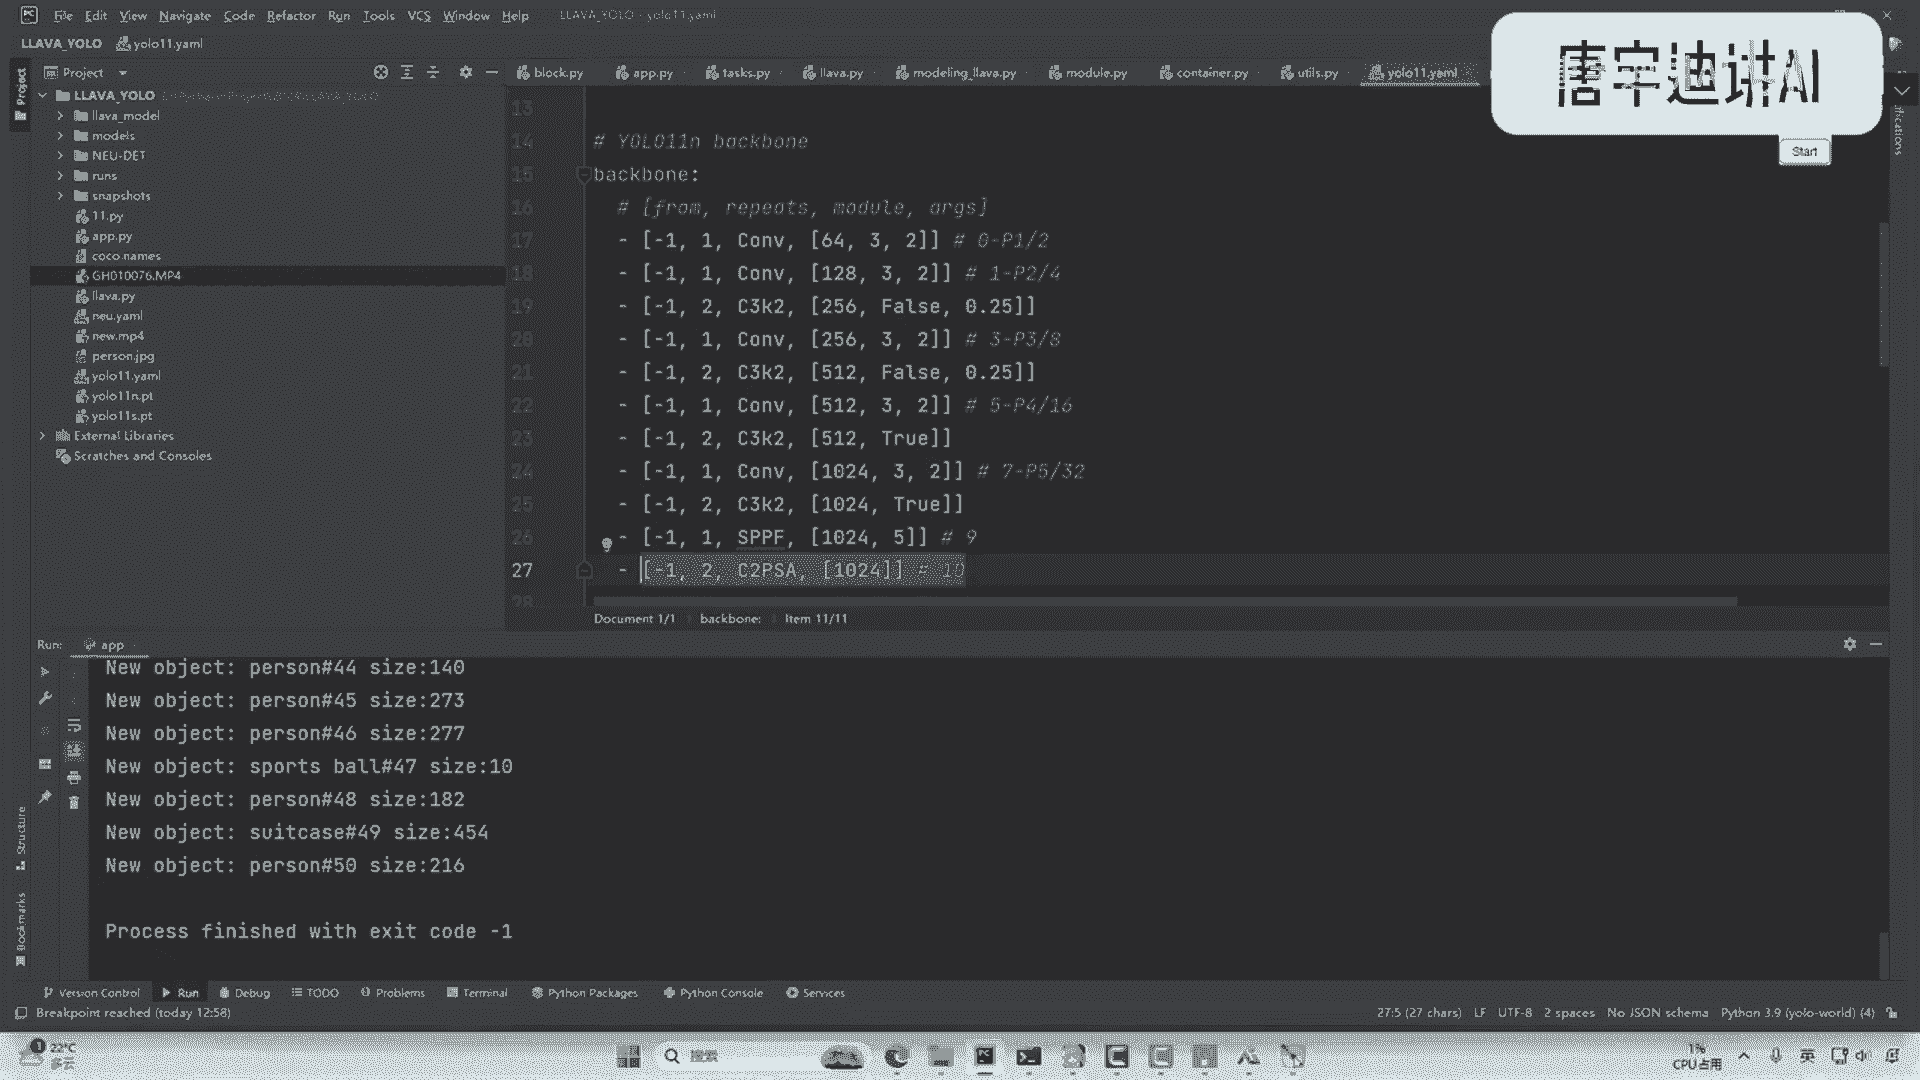 File Edit View Navigate Code Refactor Run Tools VCS Window Help LLAVA_YOLO - yolo11.yaml
唐宇迪讲AI
LLAVA_YOLO yolo11.yaml
Project
block.py app.py tasks.py llava.py modeling_llava.py module.py container.py utils.py yolo11.yaml
Start
Project
LLAVA_YOLO
llava_model
models
NEU-DET
runs
snapshots
11.py
app.py
coco.names
GH010076.MP4
llava.py
neu.yaml
new.mp4
person.jpg
yolo11.yaml
yolo11n.pt
yolo11s.pt
External Libraries
Scratches and Consoles
13
14 # YOLO11n backbone
15 backbone:
16 # [from, repeats, module, args]
17 - [-1, 1, Conv, [64, 3, 2]] # 0-P1/2
18 - [-1, 1, Conv, [128, 3, 2]] # 1-P2/4
19 - [-1, 2, C3k2, [256, False, 0.25]]
20 - [-1, 1, Conv, [256, 3, 2]] # 3-P3/8
21 - [-1, 2, C3k2, [512, False, 0.25]]
22 - [-1, 1, Conv, [512, 3, 2]] # 5-P4/16
23 - [-1, 2, C3k2, [512, True]]
24 - [-1, 1, Conv, [1024, 3, 2]] # 7-P5/32
25 - [-1, 2, C3k2, [1024, True]]
26 - [-1, 1, SPPF, [1024, 5]] # 9
27 - [-1, 2, C2PSA, [1024]] # 10
28
Document 1/1 backbone: Item 11/11
Run: app
New object: person#44 size:140
New object: person#45 size:273
New object: person#46 size:277
New object: sports ball#47 size:10
New object: person#48 size:182
New object: suitcase#49 size:454
New object: person#50 size:216
Process finished with exit code -1
Structure
Bookmarks
Version Control Run Debug TODO Problems Terminal Python Packages Python Console Services
Breakpoint reached (today 12:58)
27:5 (27 chars) LF UTF-8 2 spaces No JSON schema Python 3.9 (yolo-world) (4)
22°C
多云
搜索
1%
CPU占用
英